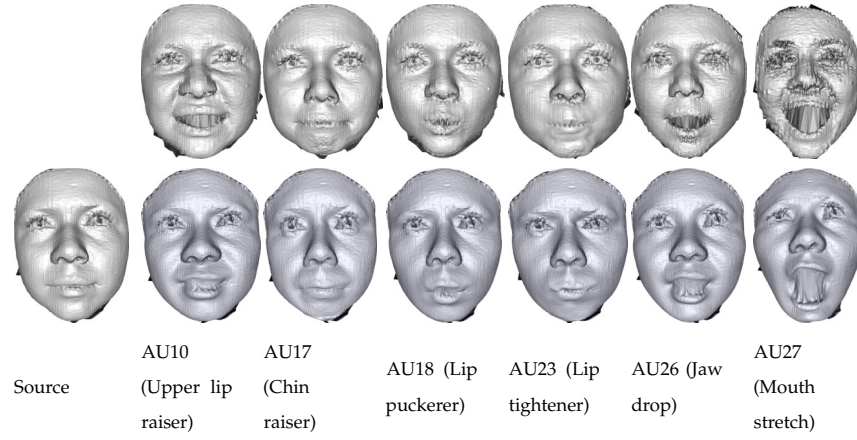 Source
AU10
(Upper lip
raiser)
AU17
(Chin
raiser)
AU18 (Lip
puckerer)
AU23 (Lip
tightener)
AU26 (Jaw
drop)
AU27
(Mouth
stretch)